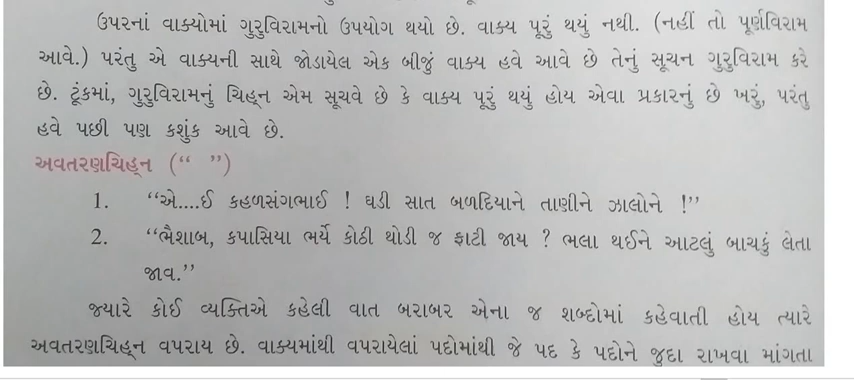 ઉપરનાં વાક્યોમાં ગુરુવિરામનો ઉપયોગ થયો છે. વાક્ય પૂરું થયું નથી. (નહીં તો પૂર્ણવિરામ
આવે.) પરંતુ એ વાક્યની સાથે જોડાયેલ એક બીજું વાક્ય હવે આવે છે તેનું સૂચન ગુરુવિરામ કરે
છે. ટૂંકમાં, ગુરુવિરામનું ચિહ્ન એમ સૂચવે છે કે વાક્ય પૂરું થયું હોય એવા પ્રકારનું છે ખરું, પરંતુ
હવે પછી પણ કશુંક આવે છે.
અવતરણચિહ્ન (“ ”)
1. “એ....ઈ કહળસંગભાઈ ! ઘડી સાત બળદિયાને તાણીને ઝાલોને !”
2. “ભૈશાબ, કપાસિયા ભર્યે કોઠી થોડી જ ફાટી જાય ? ભલા થઈને આટલું બાચકું લેતા
જાવ.”
જ્યારે કોઈ વ્યક્તિએ કહેલી વાત બરાબર એના જ શબ્દોમાં કહેવાતી હોય ત્યારે
અવતરણચિહ્ન વપરાય છે. વાક્યમાંથી વપરાયેલાં પદોમાંથી જે પદ કે પદોને જુદા રાખવા માંગતા